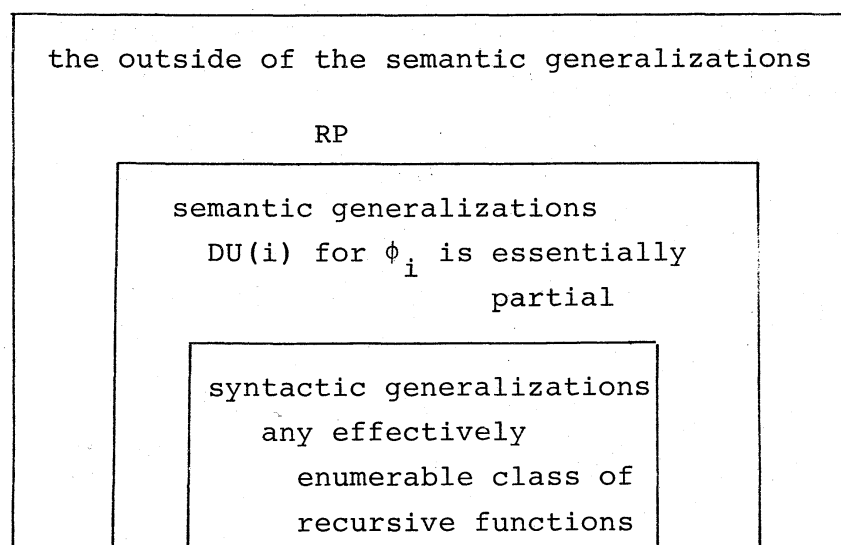 the outside of the semantic generalizations
RP
semantic generalizations
DU(i) for ϕi is essentially
partial
syntactic generalizations
any effectively
enumerable class of
recursive functions